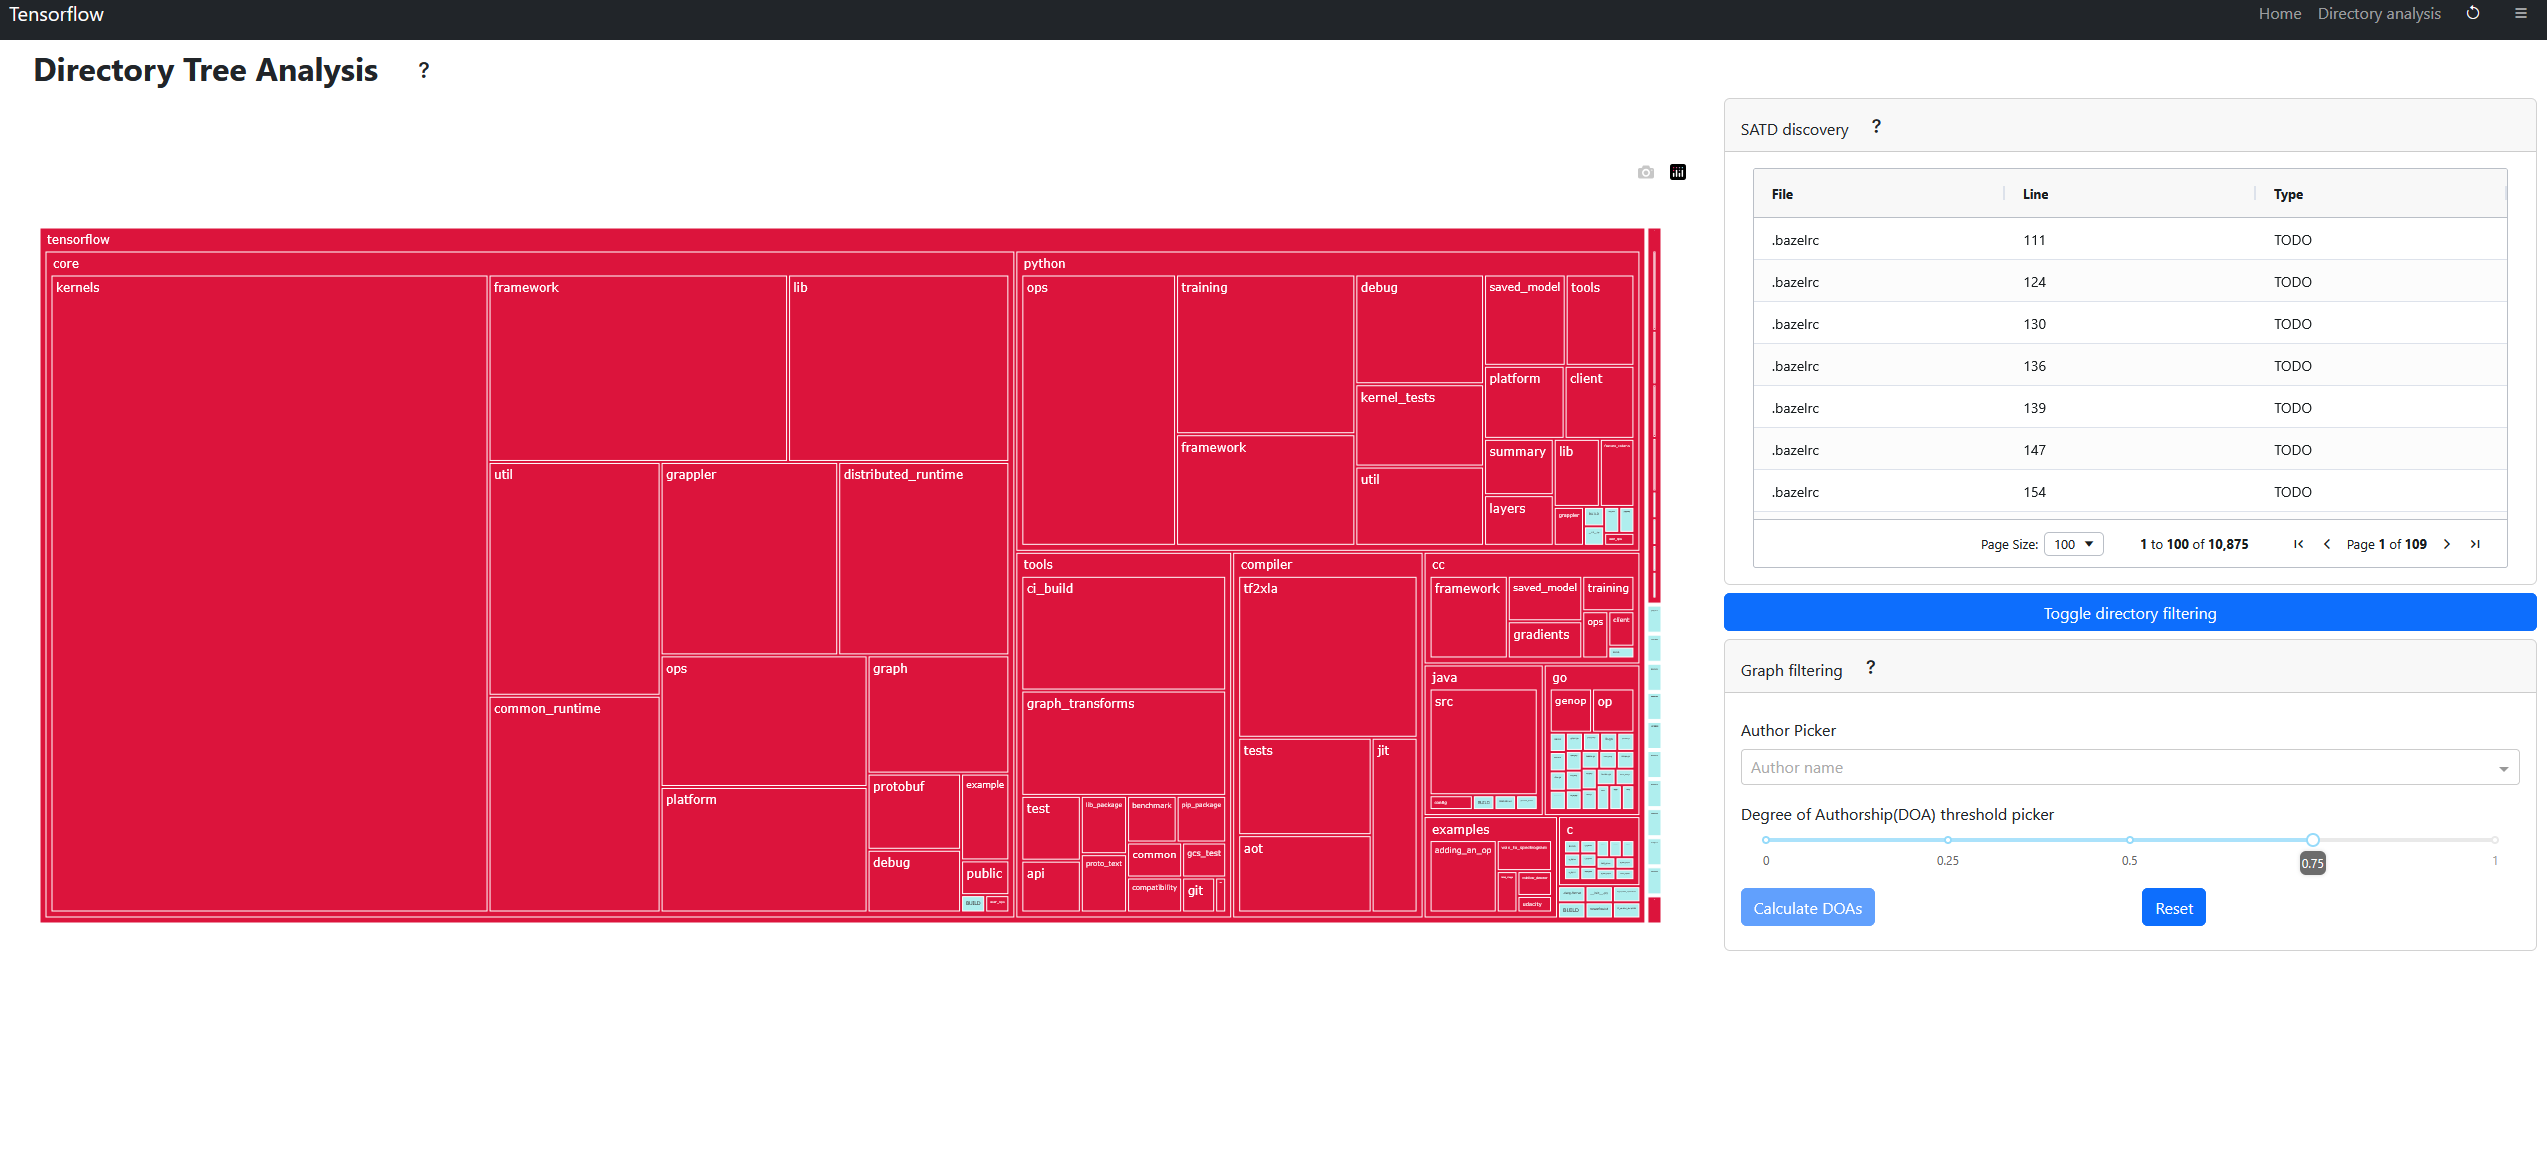 Tensorflow
Home Directory analysis
Directory Tree Analysis ?
tensorflow
core
kernels
framework
lib
util
grappler
distributed_runtime
common_runtime
ops
graph
platform
protobuf
example
debug
public
BUILD
python
ops
training
debug
saved_model
tools
platform
client
kernel_tests
framework
util
summary
lib
layers
grappler
tools
ci_build
graph_transforms
test
lib_package
benchmark
pip_package
common
gcs_test
api
proto_text
compatibility
git
compiler
tf2xla
tests
jit
aot
cc
framework
saved_model
training
gradients
ops
client
java
src
config
BUILD
go
genop
op
examples
adding_an_op
udacity
c
BUILD
SATD discovery ?
File Line Type
.bazelrc 111 TODO
.bazelrc 124 TODO
.bazelrc 130 TODO
.bazelrc 136 TODO
.bazelrc 139 TODO
.bazelrc 147 TODO
.bazelrc 154 TODO
Page Size: 100 1 to 100 of 10,875 Page 1 of 109
Toggle directory filtering
Graph filtering ?
Author Picker
Author name
Degree of Authorship(DOA) threshold picker
0 0.25 0.5 0.75 1
Calculate DOAs Reset